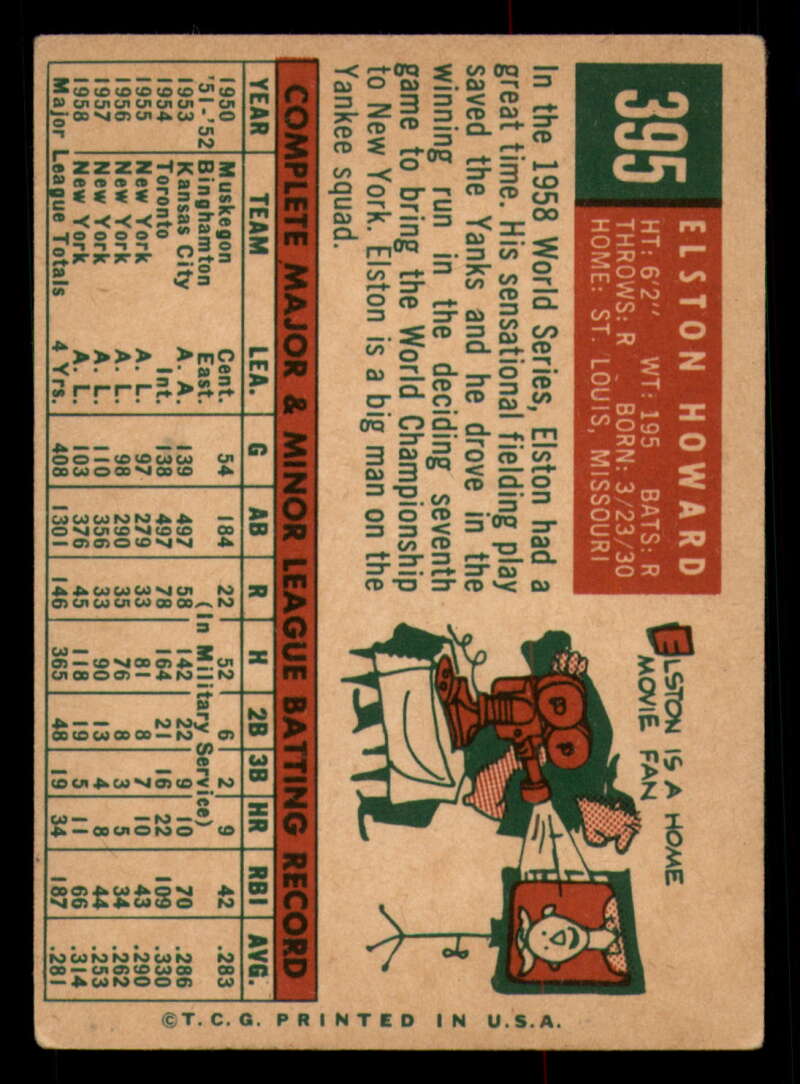 395
ELSTON HOWARD
HT: 6'2" WT: 195 BATS: R
THROWS: R BORN: 3/23/30
HOME: ST. LOUIS, MISSOURI
In the 1958 World Series, Elston had a
great time. His sensational fielding play
saved the Yanks and he drove in the
winning run in the deciding seventh
game to bring the World Championship
to New York. Elston is a big man on the
Yankee squad.
ELSTON IS A HOME
MOVIE FAN
COMPLETE MAJOR & MINOR LEAGUE BATTING RECORD
YEAR TEAM LEA. G AB R H 2B 3B HR RBI AVG.
1950 Muskegon Cent. 54 184 22 52 6 2 9 42 .283
'51-'52 Binghamton East. (In Military Service)
1953 Kansas City A. A. 139 497 58 142 22 9 10 70 .286
1954 Toronto Int. 138 497 78 164 21 16 22 109 .330
1955 New York A. L. 97 279 33 81 8 7 10 43 .290
1956 New York A. L. 98 290 35 76 8 3 5 34 .262
1957 New York A. L. 110 356 33 90 13 4 8 44 .253
1958 New York A. L. 103 376 45 118 19 5 11 66 .314
Major League Totals 4 Yrs. 408 1301 146 365 48 19 34 187 .281
©T.C.G. PRINTED IN U.S.A.